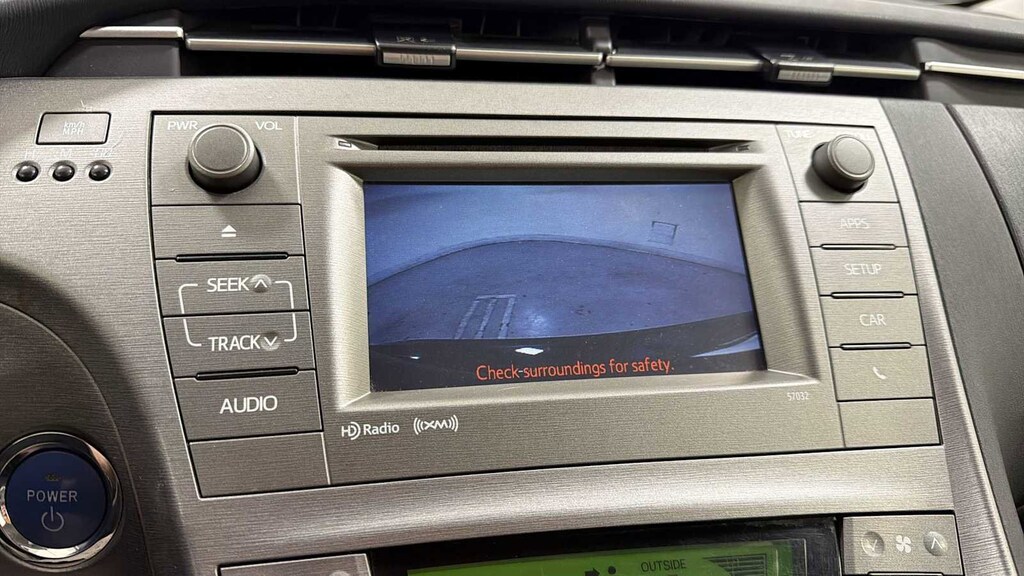 km/h
MPH
PWR
VOL
TUNE
APPS
SEEK
SETUP
CAR
TRACK
Check surroundings for safety.
AUDIO
57032
HD Radio
((XM))
POWER
OUTSIDE